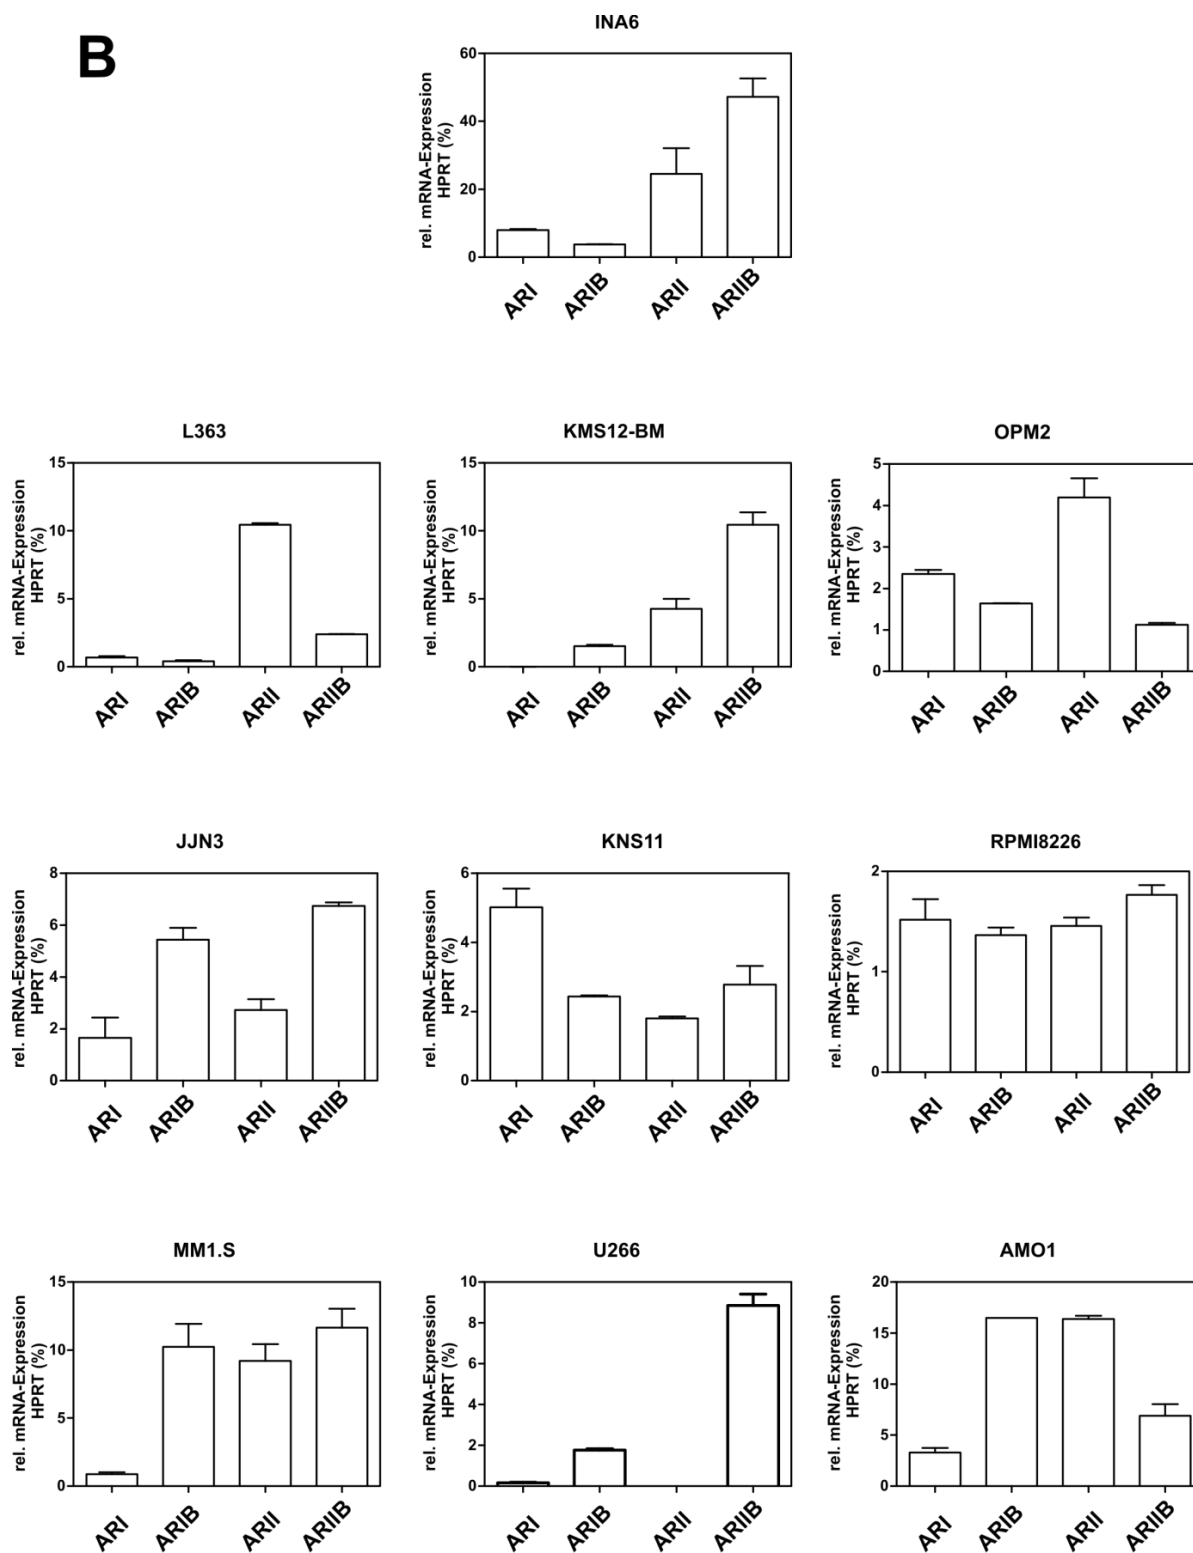 B
INA6
rel. mRNA-Expression
HPRT (%)
60
40
20
0
ARI
ARIB
ARII
ARIIB
L363
rel. mRNA-Expression
HPRT (%)
15
10
5
0
ARI
ARIB
ARII
ARIIB
KMS12-BM
rel. mRNA-Expression
HPRT (%)
15
10
5
0
ARI
ARIB
ARII
ARIIB
OPM2
rel. mRNA-Expression
HPRT (%)
5
4
3
2
1
0
ARI
ARIB
ARII
ARIIB
JJN3
rel. mRNA-Expression
HPRT (%)
8
6
4
2
0
ARI
ARIB
ARII
ARIIB
KNS11
rel. mRNA-Expression
HPRT (%)
6
4
2
0
ARI
ARIB
ARII
ARIIB
RPMI8226
rel. mRNA-Expression
HPRT (%)
2
1
0
ARI
ARIB
ARII
ARIIB
MM1.S
rel. mRNA-Expression
HPRT (%)
15
10
5
0
ARI
ARIB
ARII
ARIIB
U266
rel. mRNA-Expression
HPRT (%)
10
8
6
4
2
0
ARI
ARIB
ARII
ARIIB
AMO1
rel. mRNA-Expression
HPRT (%)
20
15
10
5
0
ARI
ARIB
ARII
ARIIB